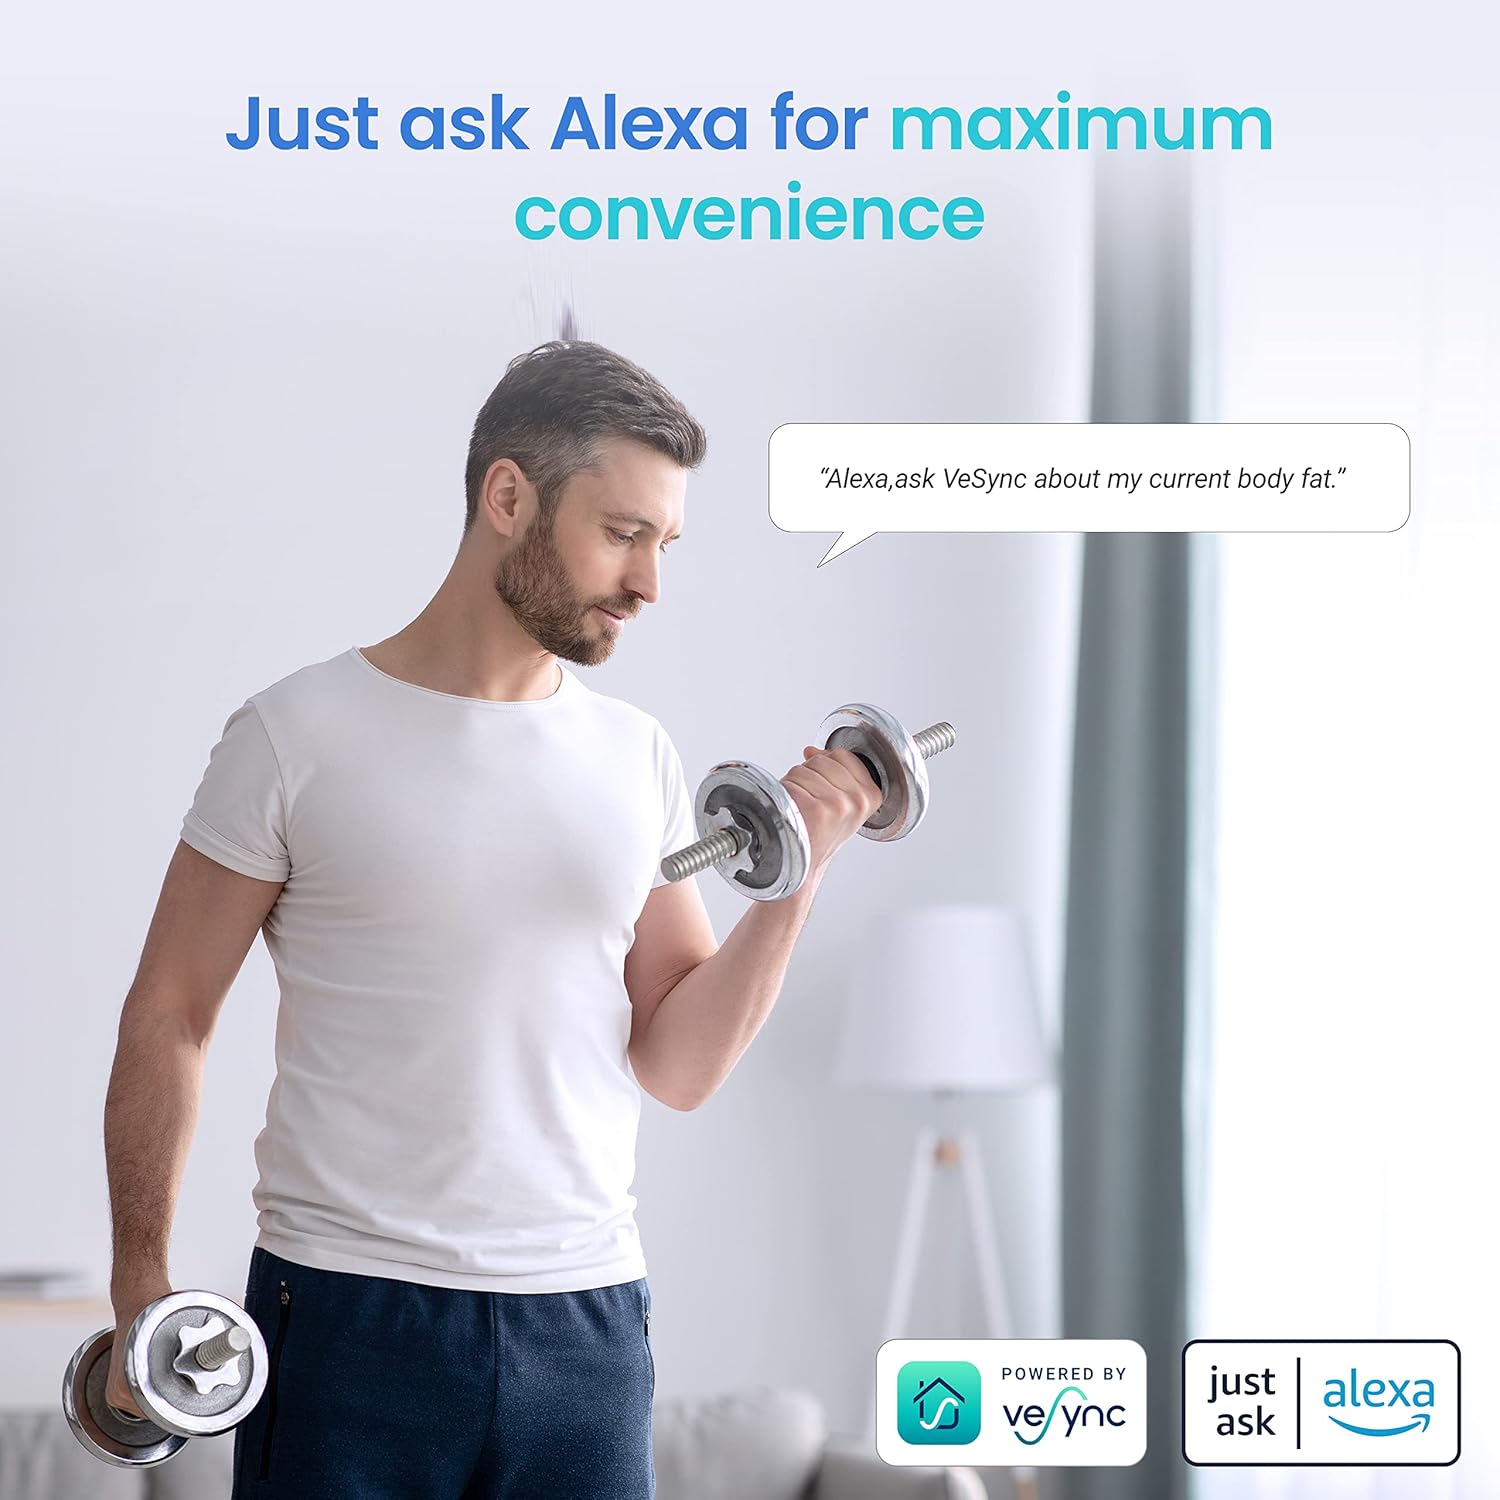 Just ask Alexa for maximum
convenience
“Alexa,ask VeSync about my current body fat.”
POWERED BY
vesync
just
ask
alexa